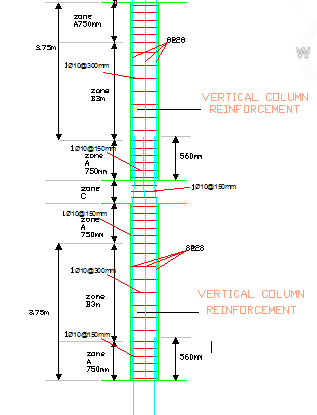 zone
A750mm
8Ø28
3.75m
1Ø10@300mm
zone
B3m
VERTICAL COLUMN
REINFORCEMENT
1Ø10@150mm
zone
A
750mm
560mm
zone
C
1Ø10@150mm
1Ø10@150mm
zone
A
750mm
8Ø28
1Ø10@300mm
zone
B3m
VERTICAL COLUMN
REINFORCEMENT
3.75m
1Ø10@150mm
zone
A
750mm
560mm
W